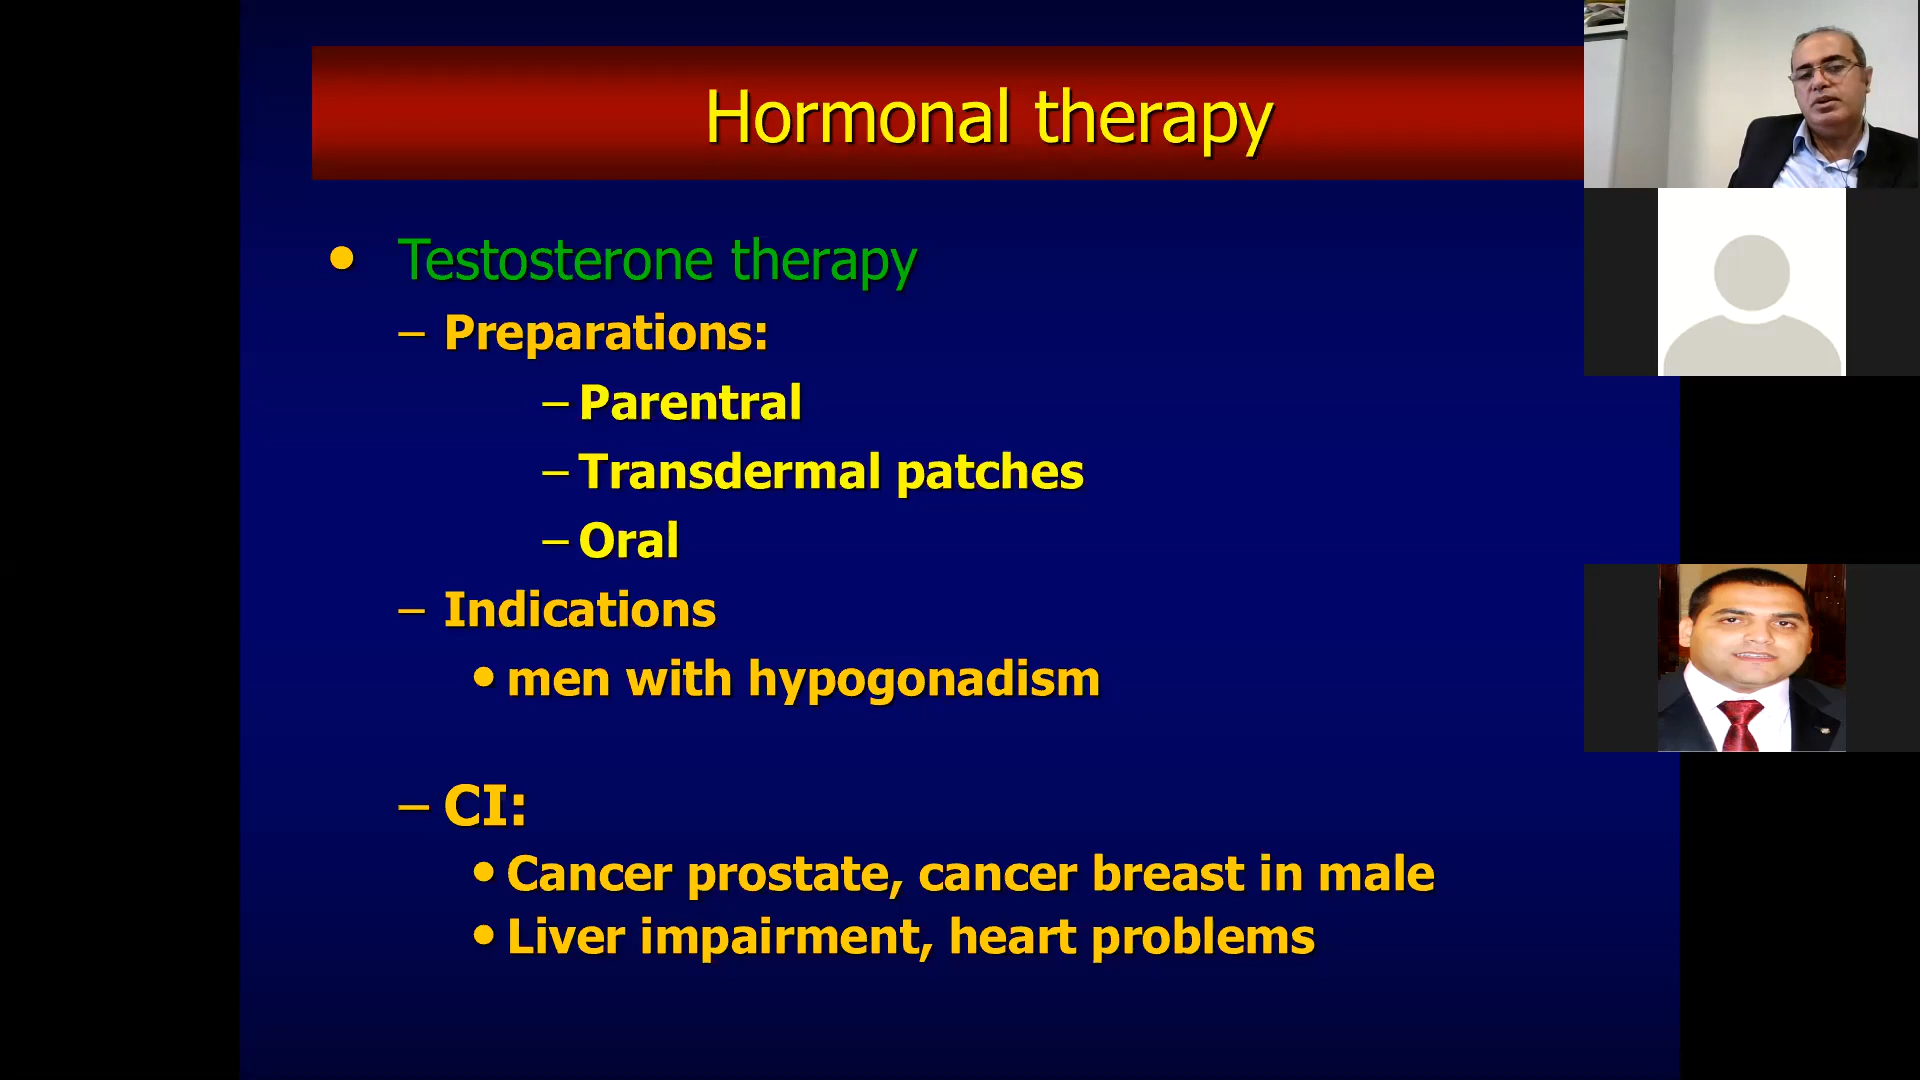 Hormonal therapy
• Testosterone therapy
– Preparations:
– Parentral
– Transdermal patches
– Oral
– Indications
• men with hypogonadism
– CI:
• Cancer prostate, cancer breast in male
• Liver impairment, heart problems